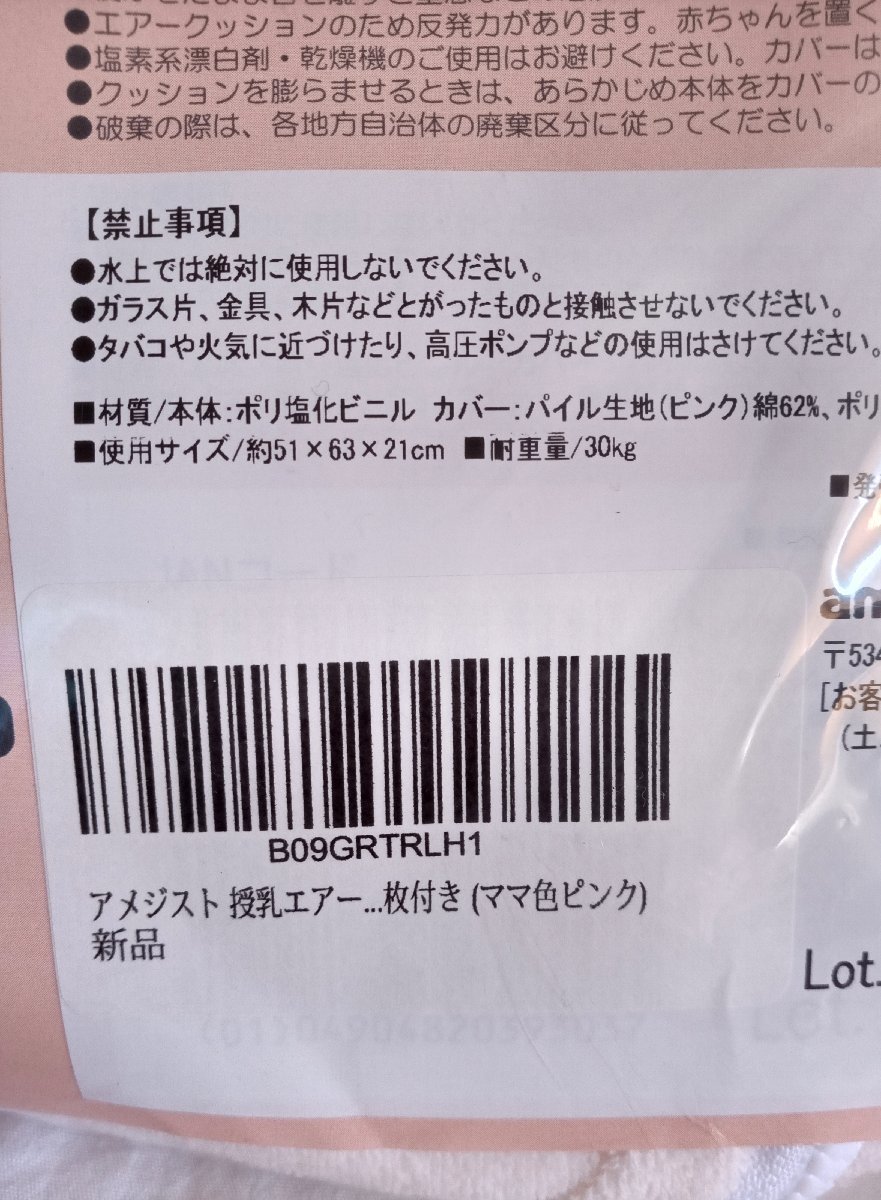 ●エアークッションのため反発力があります。赤ちゃんを置く
●塩素系漂白剤・乾燥機のご使用はお避けください。カバーは
●クッションを膨らませるときは、あらかじめ本体をカバーの
●破棄の際は、各地方自治体の廃棄区分に従ってください。
【禁止事項】
●水上では絶対に使用しないでください。
●ガラス片、金具、木片などとがったものと接触させないでください。
●タバコや火気に近づけたり、高圧ポンプなどの使用はさけてください。
■材質/本体:ポリ塩化ビニル カバー:パイル生地(ピンク)綿62%、ポリ
■使用サイズ/約51×63×21cm ■耐重量/30kg
■発
am
〒534
[お客
(土
B09GRTRLH1
アメジスト 授乳エアー...枚付き (ママ色ピンク)
新品
Lot.